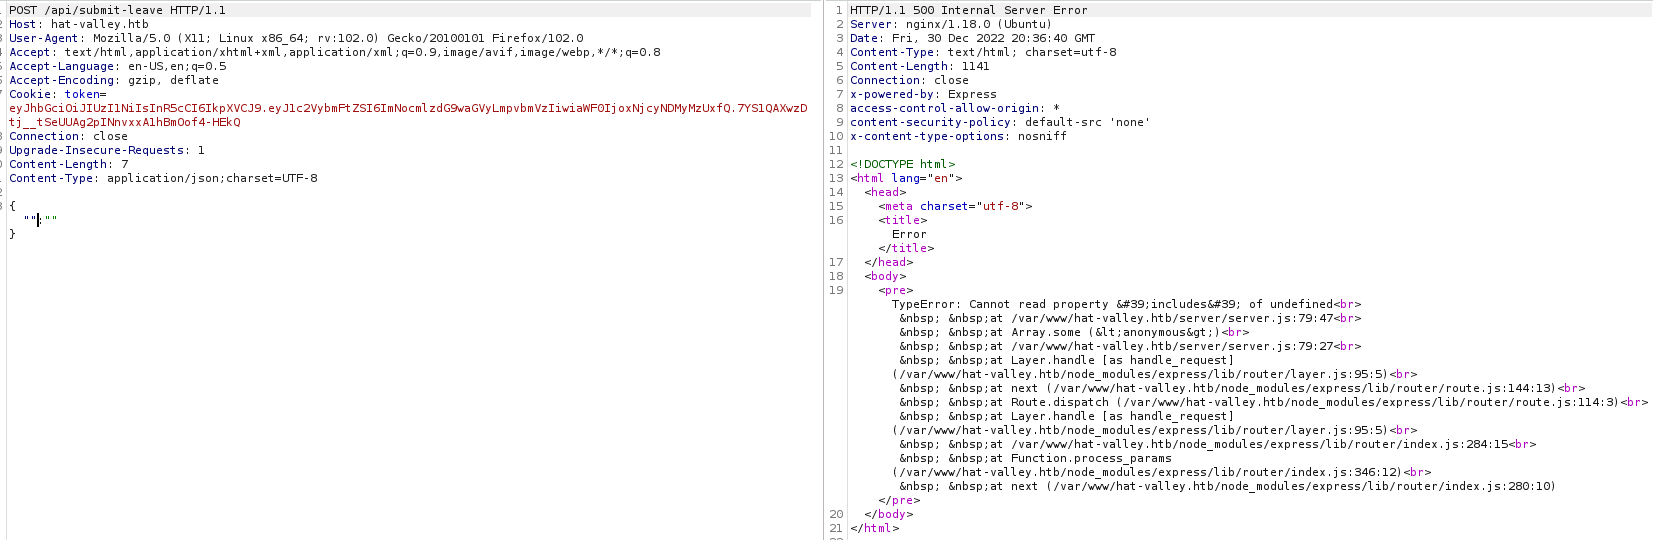 POST /api/submit-leave HTTP/1.1
Host: hat-valley.htb
User-Agent: Mozilla/5.0 (X11; Linux x86_64; rv:102.0) Gecko/20100101 Firefox/102.0
Accept: text/html,application/xhtml+xml,application/xml;q=0.9,image/avif,image/webp,*/*;q=0.8
Accept-Language: en-US,en;q=0.5
Accept-Encoding: gzip, deflate
Cookie: token=
eyJhbGciOiJIUzI1NiIsInR5cCI6IkpXVCJ9.eyJ1c2VybmFtZSI6ImNocmlzdG9waGVyLmpvbmVzIiwiaWF0IjoxNjcyNDMyMzUxfQ.7YS1QAXwzD
tj__tSeUUAg2pINnvxxA1hBmOof4-HEkQ
Connection: close
Upgrade-Insecure-Requests: 1
Content-Length: 7
Content-Type: application/json;charset=UTF-8
{
"":""
}
1 HTTP/1.1 500 Internal Server Error
2 Server: nginx/1.18.0 (Ubuntu)
3 Date: Fri, 30 Dec 2022 20:36:40 GMT
4 Content-Type: text/html; charset=utf-8
5 Content-Length: 1141
6 Connection: close
7 x-powered-by: Express
8 access-control-allow-origin: *
9 content-security-policy: default-src 'none'
10 x-content-type-options: nosniff
11
12 <!DOCTYPE html>
13 <html lang="en">
14 <head>
15 <meta charset="utf-8">
16 <title>
Error
</title>
17 </head>
18 <body>
19 <pre>
TypeError: Cannot read property &#39;includes&#39; of undefined<br>
&nbsp; &nbsp;at /var/www/hat-valley.htb/server/server.js:79:47<br>
&nbsp; &nbsp;at Array.some (&lt;anonymous&gt;)<br>
&nbsp; &nbsp;at /var/www/hat-valley.htb/server/server.js:79:27<br>
&nbsp; &nbsp;at Layer.handle [as handle_request]
(/var/www/hat-valley.htb/node_modules/express/lib/router/layer.js:95:5)<br>
&nbsp; &nbsp;at next (/var/www/hat-valley.htb/node_modules/express/lib/router/route.js:144:13)<br>
&nbsp; &nbsp;at Route.dispatch (/var/www/hat-valley.htb/node_modules/express/lib/router/route.js:114:3)<br>
&nbsp; &nbsp;at Layer.handle [as handle_request]
(/var/www/hat-valley.htb/node_modules/express/lib/router/layer.js:95:5)<br>
&nbsp; &nbsp;at /var/www/hat-valley.htb/node_modules/express/lib/router/index.js:284:15<br>
&nbsp; &nbsp;at Function.process_params
(/var/www/hat-valley.htb/node_modules/express/lib/router/index.js:346:12)<br>
&nbsp; &nbsp;at next (/var/www/hat-valley.htb/node_modules/express/lib/router/index.js:280:10)
</pre>
20 </body>
21 </html>